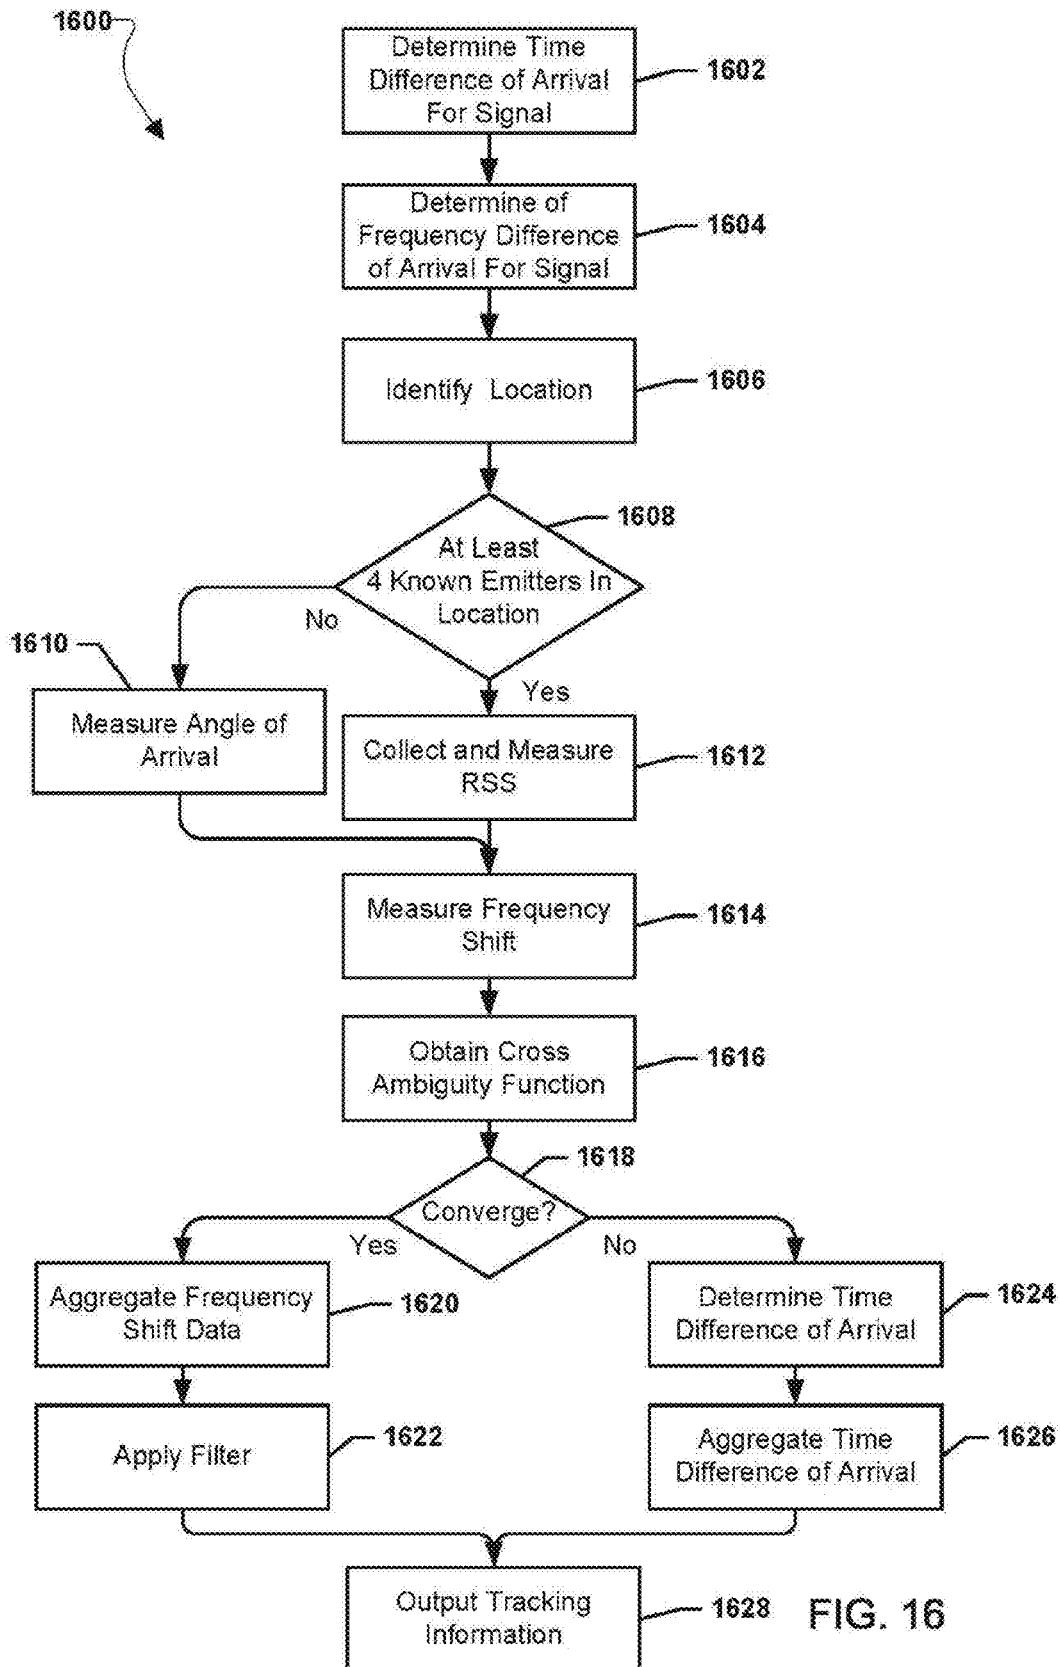 1600
Determine Time
Difference of Arrival
For Signal
1602
Determine of
Frequency Difference
of Arrival For Signal
1604
Identify Location
1606
At Least
4 Known Emitters In
Location
1608
No
Yes
1610
Measure Angle of
Arrival
Collect and Measure
RSS
1612
Measure Frequency
Shift
1614
Obtain Cross
Ambiguity Function
1616
Converge?
1618
Yes
No
Aggregate Frequency
Shift Data
1620
Determine Time
Difference of Arrival
1624
Apply Filter
1622
Aggregate Time
Difference of Arrival
1626
Output Tracking
Information
1628
FIG. 16